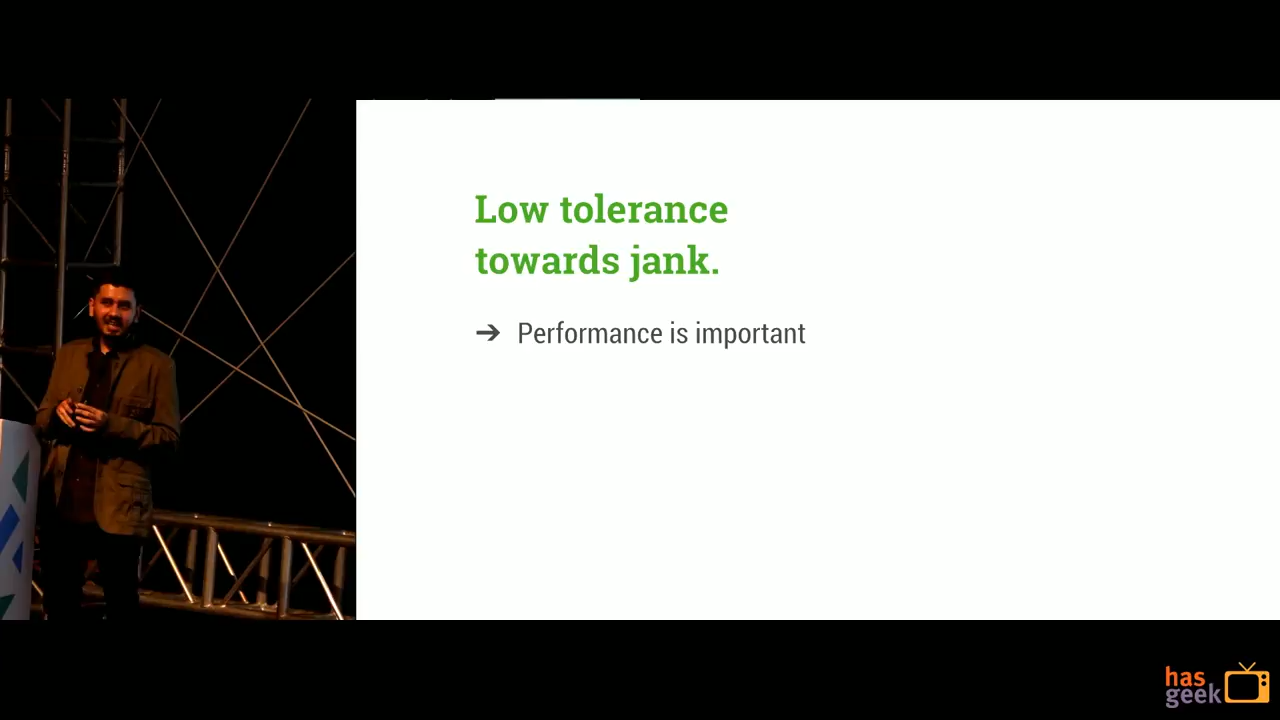 Low tolerance
towards jank.
➔ Performance is important
has
geek